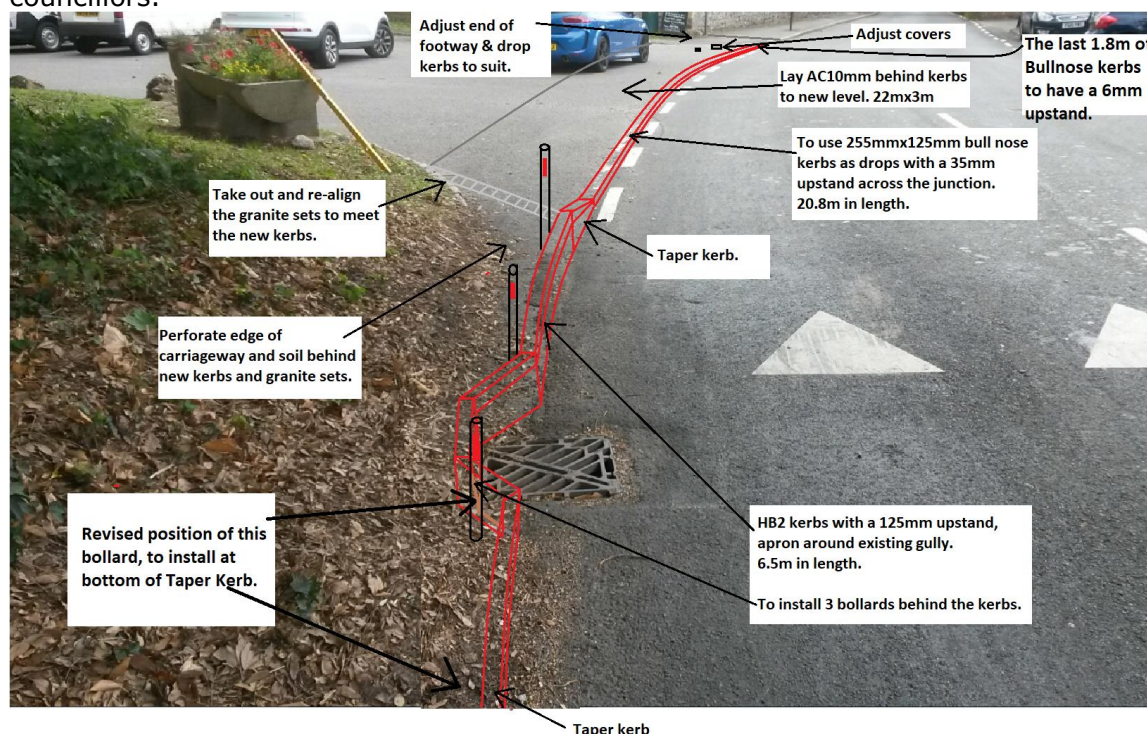 councillors.
Adjust end of
footway & drop
kerbs to suit.
Adjust covers
The last 1.8m of
Bullnose kerbs
to have a 6mm
upstand.
Lay AC10mm behind kerbs
to new level. 22mx3m
To use 255mmx125mm bull nose
kerbs as drops with a 35mm
upstand across the junction.
20.8m in length.
Take out and re-align
the granite sets to meet
the new kerbs.
Taper kerb.
Perforate edge of
carriageway and soil behind
new kerbs and granite sets.
Revised position of this
bollard, to install at
bottom of Taper Kerb.
HB2 kerbs with a 125mm upstand,
apron around existing gully.
6.5m in length.
To install 3 bollards behind the kerbs.
Taper kerb